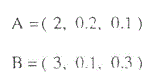 A = ( 2, 0.2, 0.1 )
B = ( 3, 0.1, 0.3 )